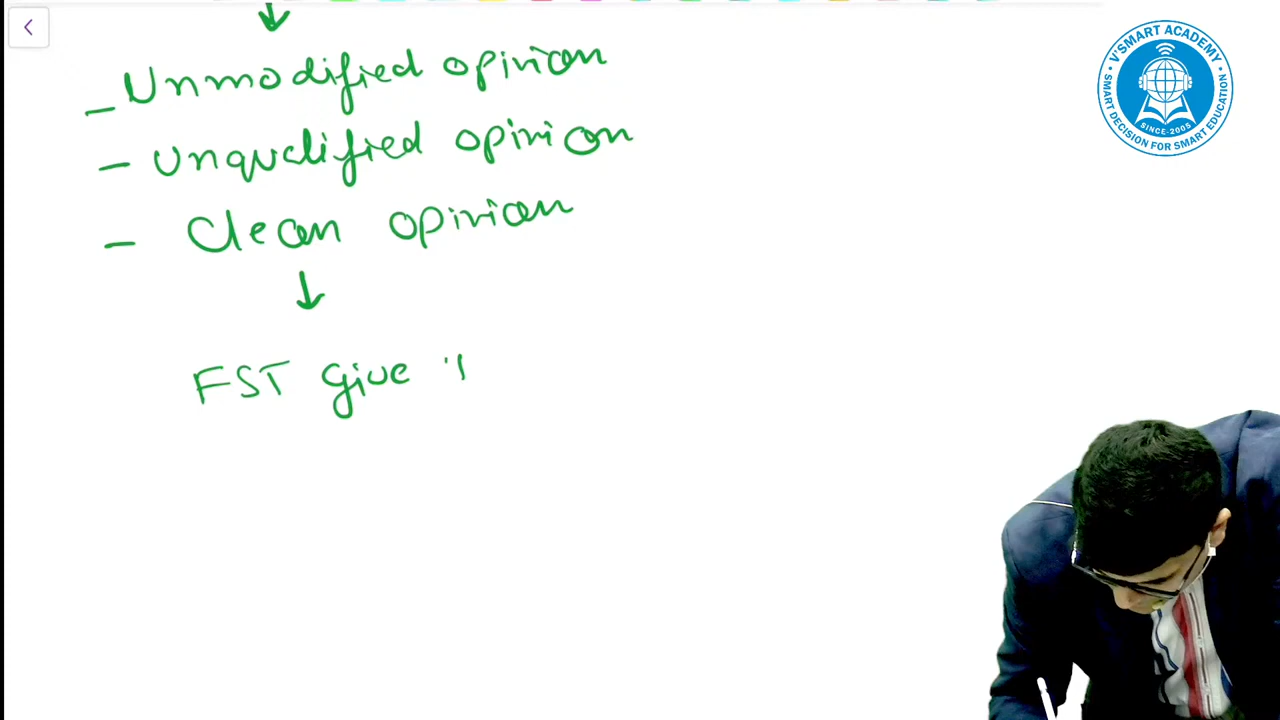 - Unmodified opinion
- Unqualified opinion
- Clean opinion
FST give "
V'SMART ACADEMY
SINCE-2005
SMART DECISION FOR SMART EDUCATION